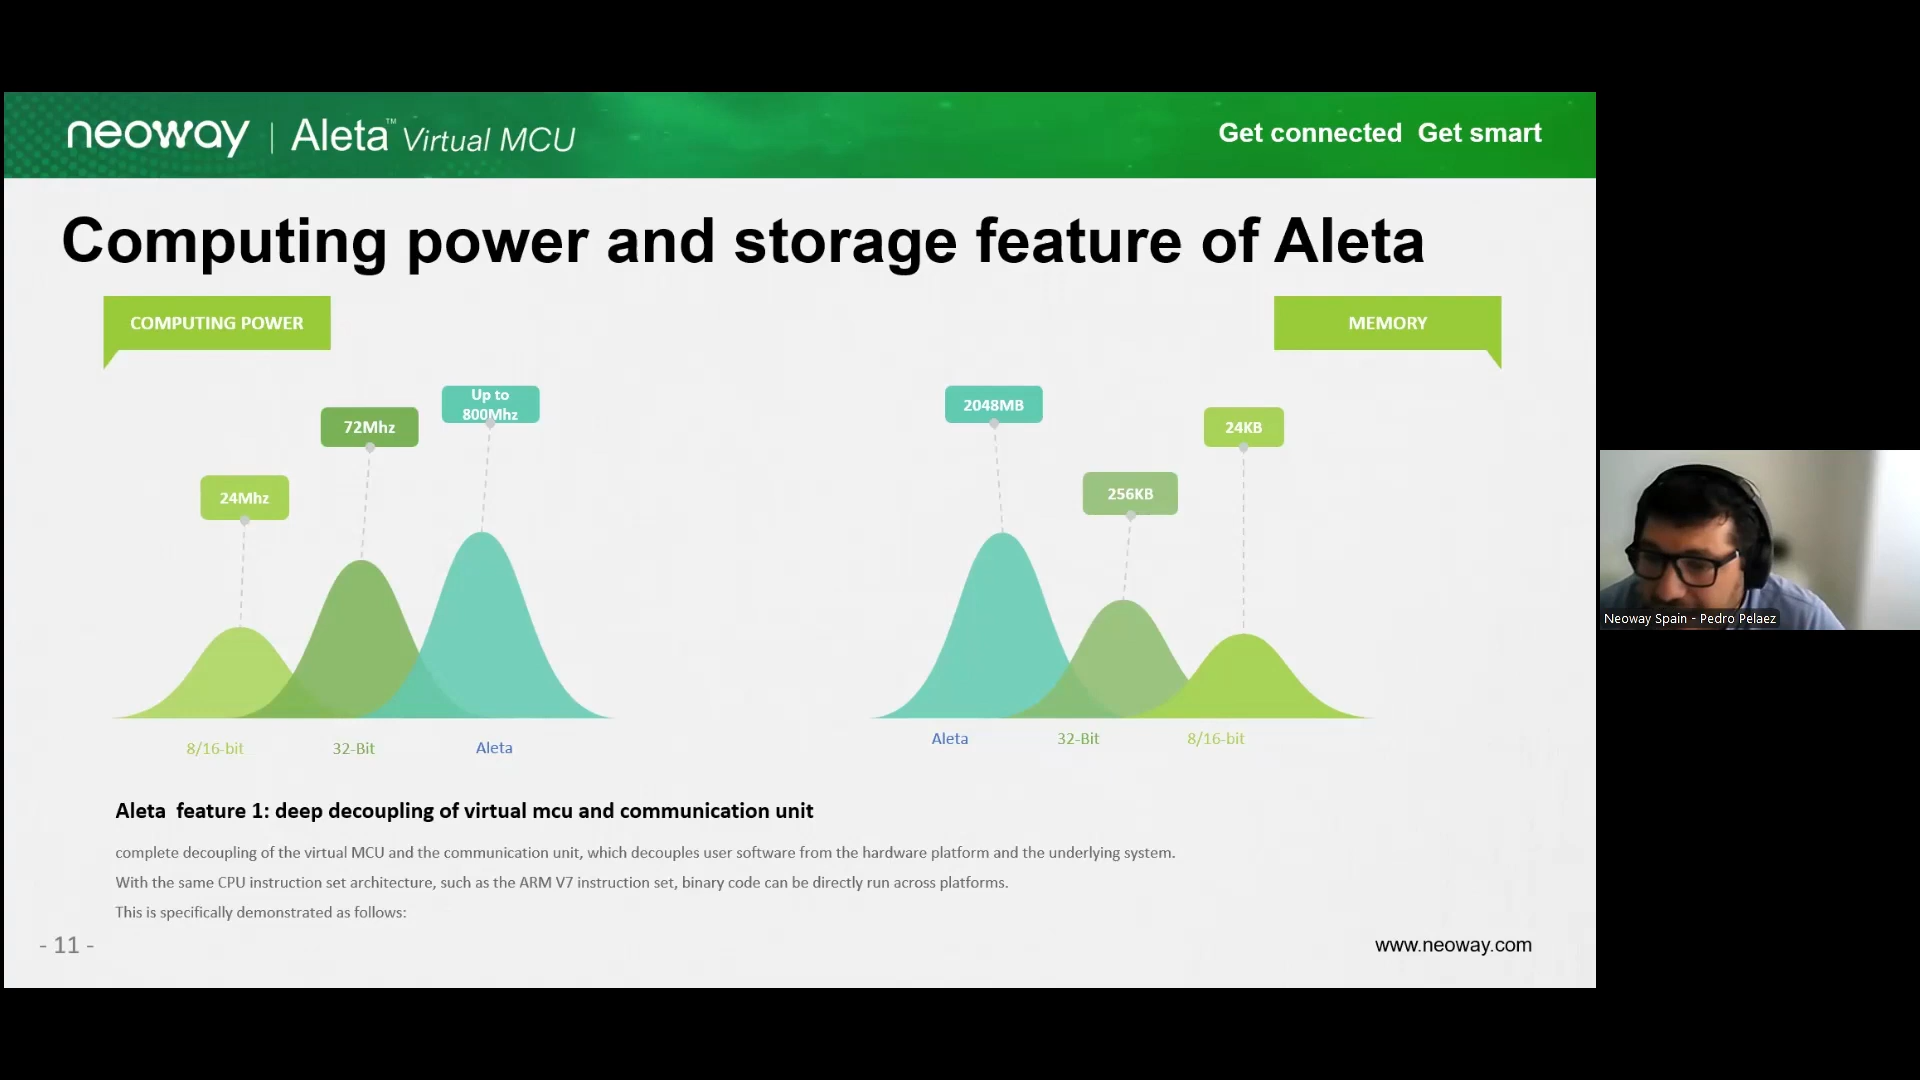 neoway | Aleta™ Virtual MCU
Get connected Get smart
Computing power and storage feature of Aleta
COMPUTING POWER
MEMORY
Up to
800Mhz
72Mhz
24Mhz
2048MB
24KB
256KB
8/16-bit
32-Bit
Aleta
Aleta
32-Bit
8/16-bit
Neoway Spain - Pedro Pelaez
Aleta feature 1: deep decoupling of virtual mcu and communication unit
complete decoupling of the virtual MCU and the communication unit, which decouples user software from the hardware platform and the underlying system.
With the same CPU instruction set architecture, such as the ARM V7 instruction set, binary code can be directly run across platforms.
This is specifically demonstrated as follows:
- 11 -
www.neoway.com